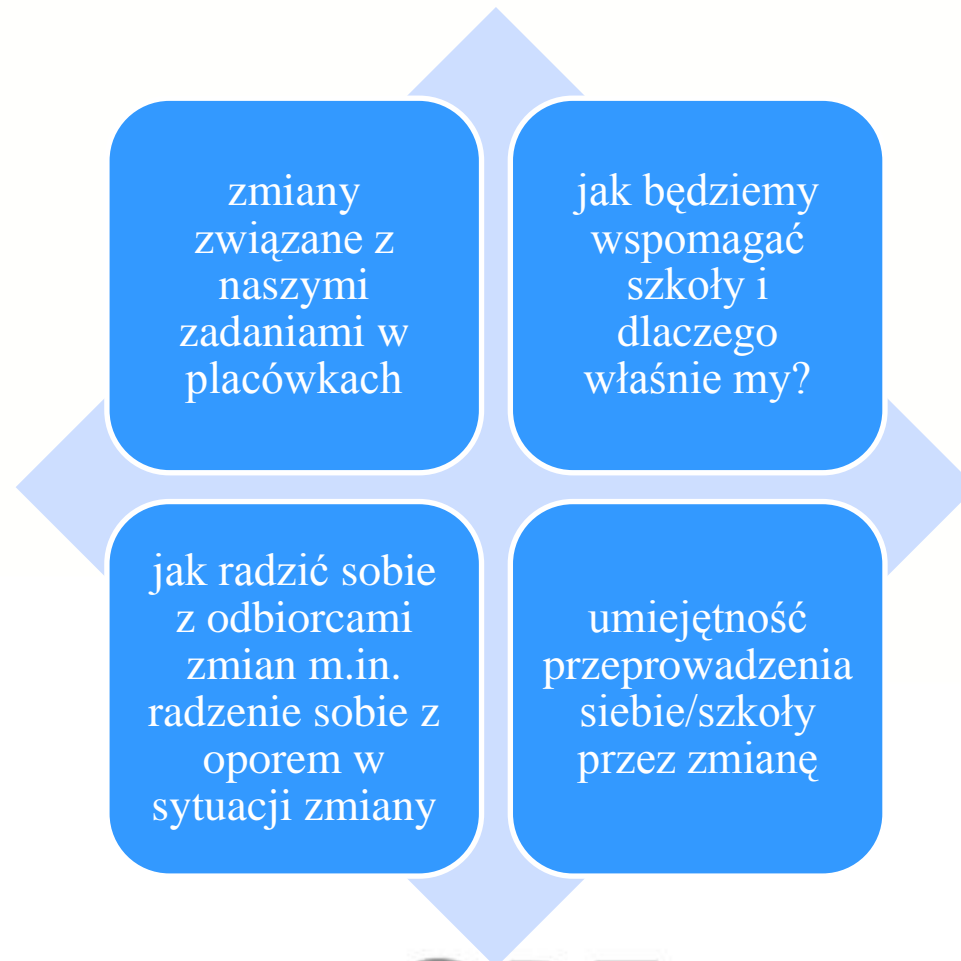 zmiany
związane z
naszymi
zadaniami w
placówkach
jak będziemy
wspomagać
szkoły i
dlaczego
właśnie my?
jak radzić sobie
z odbiorcami
zmian m.in.
radzenie sobie z
oporem w
sytuacji zmiany
umiejętność
przeprowadzenia
siebie/szkoły
przez zmianę